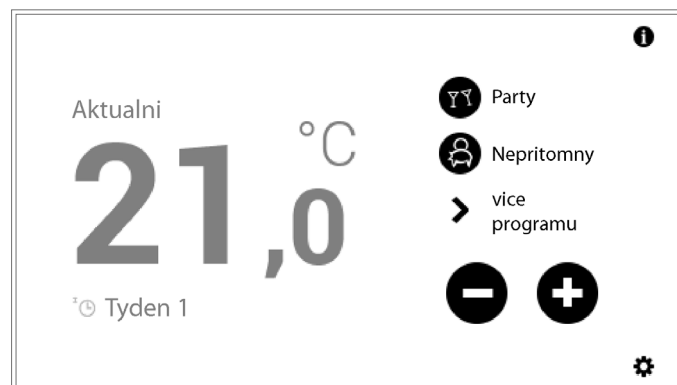 Aktualni
21,0 °C
Tyden 1
Party
Nepritomny
vice
programu